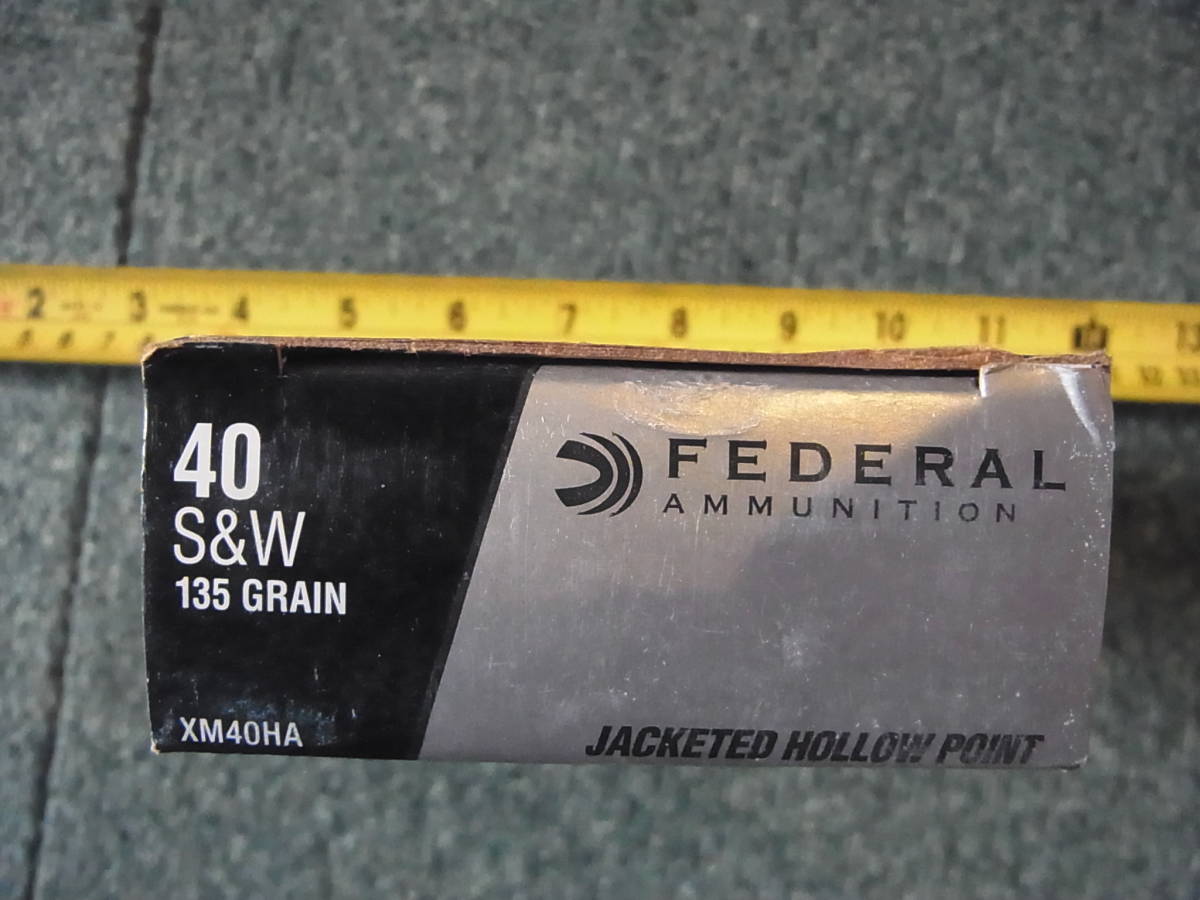 2 3 4 5 6 7 8 9 10 11 13
40
S&W
135 GRAIN
XM40HA
FEDERAL
AMMUNITION
JACKETED HOLLOW POINT